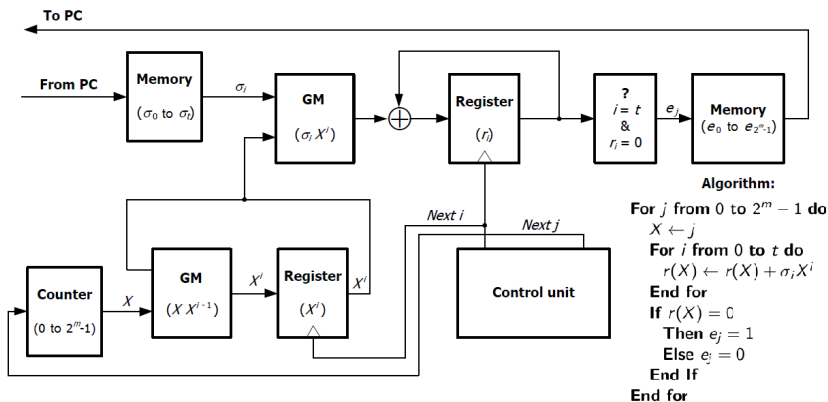 To PC
From PC
Memory
(σ₀ to σₜ)
σᵢ
GM
(σᵢ Xⁱ)
Register
(rᵢ)
?
i = t
&
rᵢ = 0
eⱼ
Memory
(e₀ to e₂ᵐ₋₁)
Algorithm:
For j from 0 to 2ᵐ − 1 do
X ← j
For i from 0 to t do
r(X) ← r(X) + σᵢXⁱ
End for
If r(X) = 0
Then eⱼ = 1
Else eⱼ = 0
End If
End for
Next i
Next j
Counter
(0 to 2ᵐ-1)
X
GM
(X Xⁱ⁻¹)
Xⁱ
Register
(Xⁱ)
Xⁱ
Control unit